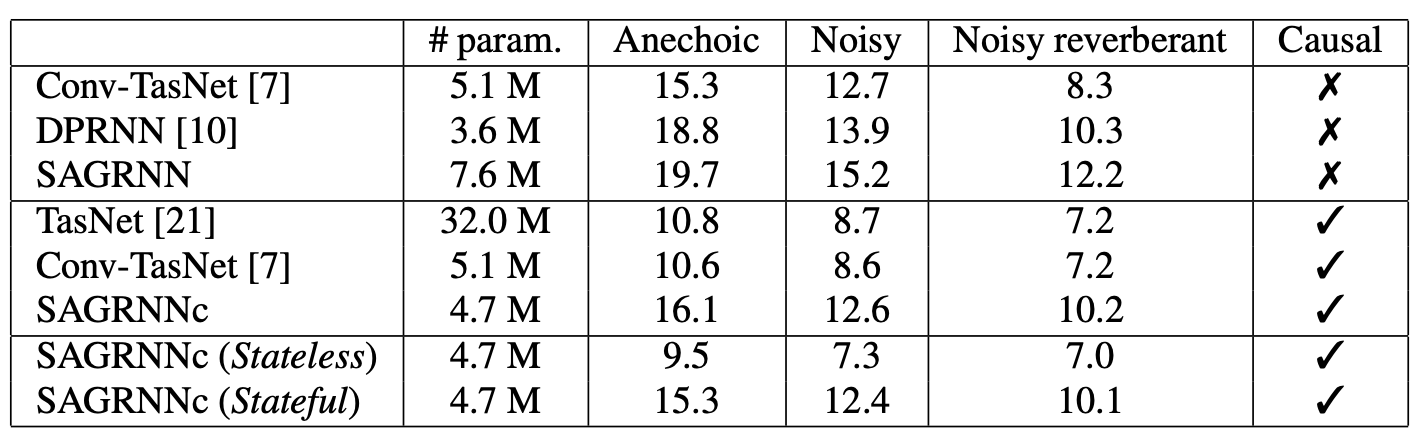 # param. Anechoic Noisy Noisy reverberant Causal
Conv-TasNet [7] 5.1 M 15.3 12.7 8.3 ✗
DPRNN [10] 3.6 M 18.8 13.9 10.3 ✗
SAGRNN 7.6 M 19.7 15.2 12.2 ✗
TasNet [21] 32.0 M 10.8 8.7 7.2 ✓
Conv-TasNet [7] 5.1 M 10.6 8.6 7.2 ✓
SAGRNNc 4.7 M 16.1 12.6 10.2 ✓
SAGRNNc (Stateless) 4.7 M 9.5 7.3 7.0 ✓
SAGRNNc (Stateful) 4.7 M 15.3 12.4 10.1 ✓